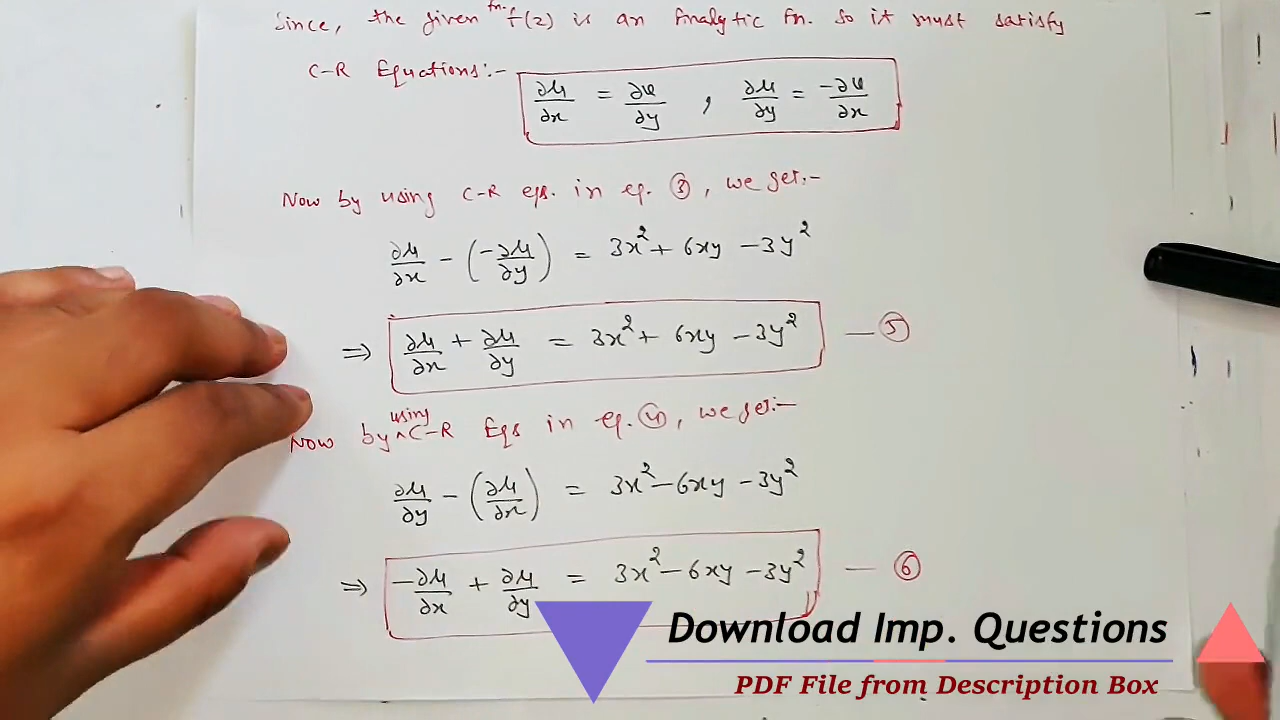 Since, the given fn. f(z) is an Analytic fn. so it must satisfy
C-R Equations:-
∂u/∂x = ∂v/∂y , ∂u/∂y = -∂v/∂x
Now by using C-R eqs. in eq. ③, we get:-
∂u/∂x - (-∂u/∂y) = 3x² + 6xy - 3y²
⇒ ∂u/∂x + ∂u/∂y = 3x² + 6xy - 3y² — ⑤
Now by using C-R Eqs in eq. ④, we get:-
∂u/∂y - (∂u/∂x) = 3x² - 6xy - 3y²
⇒ -∂u/∂x + ∂u/∂y = 3x² - 6xy - 3y² — ⑥
Download Imp. Questions
PDF File from Description Box